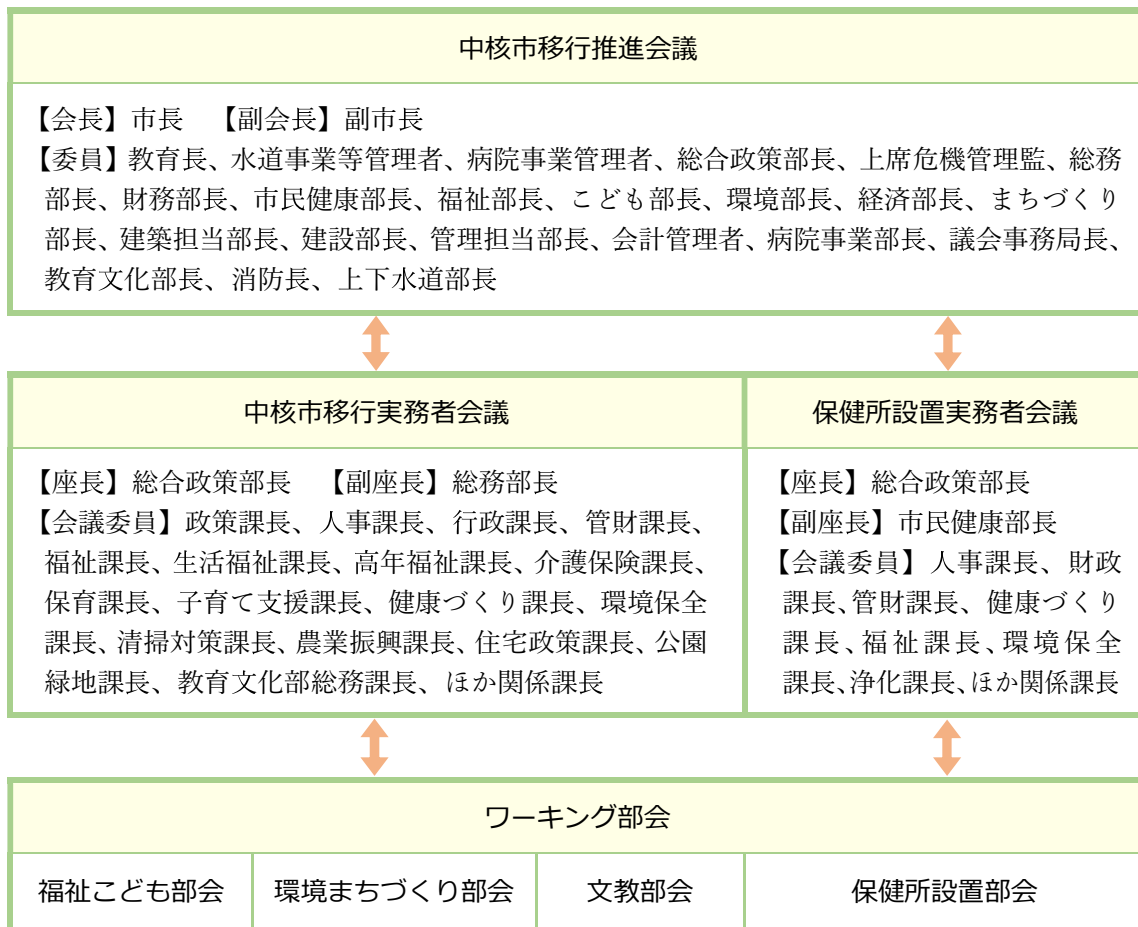 中核市移行推進会議
【会長】市長　【副会長】副市長
【委員】教育長、水道事業等管理者、病院事業管理者、総合政策部長、上席危機管理監、総務
部長、財務部長、市民健康部長、福祉部長、こども部長、環境部長、経済部長、まちづくり
部長、建築担当部長、建設部長、管理担当部長、会計管理者、病院事業部長、議会事務局長、
教育文化部長、消防長、上下水道部長
中核市移行実務者会議
【座長】総合政策部長　【副座長】総務部長
【会議委員】政策課長、人事課長、行政課長、管財課長、
福祉課長、生活福祉課長、高年福祉課長、介護保険課長、
保育課長、子育て支援課長、健康づくり課長、環境保全
課長、清掃対策課長、農業振興課長、住宅政策課長、公園
緑地課長、教育文化部総務課長、ほか関係課長
保健所設置実務者会議
【座長】総合政策部長
【副座長】市民健康部長
【会議委員】人事課長、財政
課長、管財課長、健康づくり
課長、福祉課長、環境保全
課長、浄化課長、ほか関係課長
ワーキング部会
福祉こども部会
環境まちづくり部会
文教部会
保健所設置部会